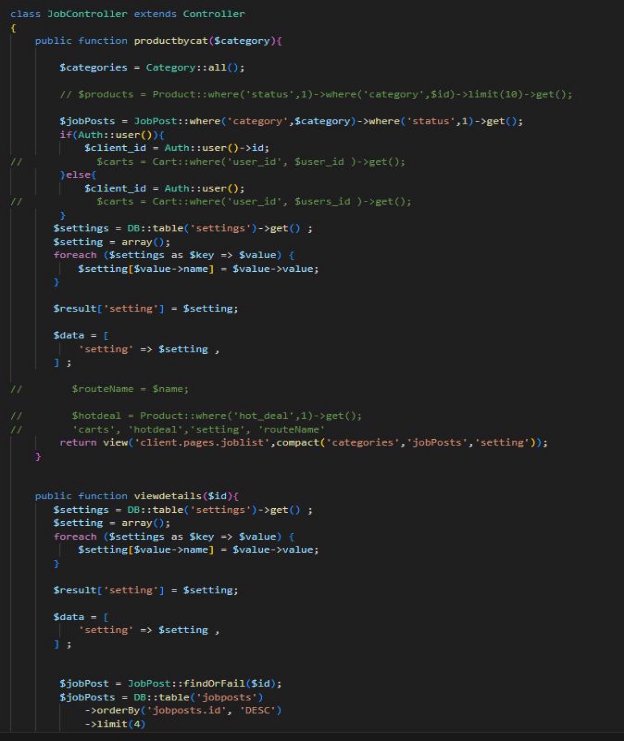 class JobController extends Controller
{
    public function productbycat($category){

        $categories = Category::all();

        // $products = Product::where('status',1)->where('category',$id)->limit(10)->get();

        $jobPosts = JobPost::where('category',$category)->where('status',1)->get();
        if(Auth::user()){
            $client_id = Auth::user()->id;
//            $carts = Cart::where('user_id', $user_id )->get();
        }else{
            $client_id = Auth::user();
//            $carts = Cart::where('user_id', $users_id )->get();
        }
       $settings = DB::table('settings')->get() ;
       $setting = array();
       foreach ($settings as $key => $value) {
           $setting[$value->name] = $value->value;
       }

       $result['setting'] = $setting;

       $data = [
           'setting' => $setting ,
       ] ;

//        $routeName = $name;

//        $hotdeal = Product::where('hot_deal',1)->get();
//        'carts', 'hotdeal','setting', 'routeName'
        return view('client.pages.joblist',compact('categories','jobPosts','setting'));
    }


    public function viewdetails($id){
       $settings = DB::table('settings')->get() ;
       $setting = array();
       foreach ($settings as $key => $value) {
           $setting[$value->name] = $value->value;
       }

       $result['setting'] = $setting;

       $data = [
           'setting' => $setting ,
       ] ;


        $jobPost = JobPost::findOrFail($id);
        $jobPosts = DB::table('jobposts')
            ->orderBy('jobposts.id', 'DESC')
            ->limit(4)